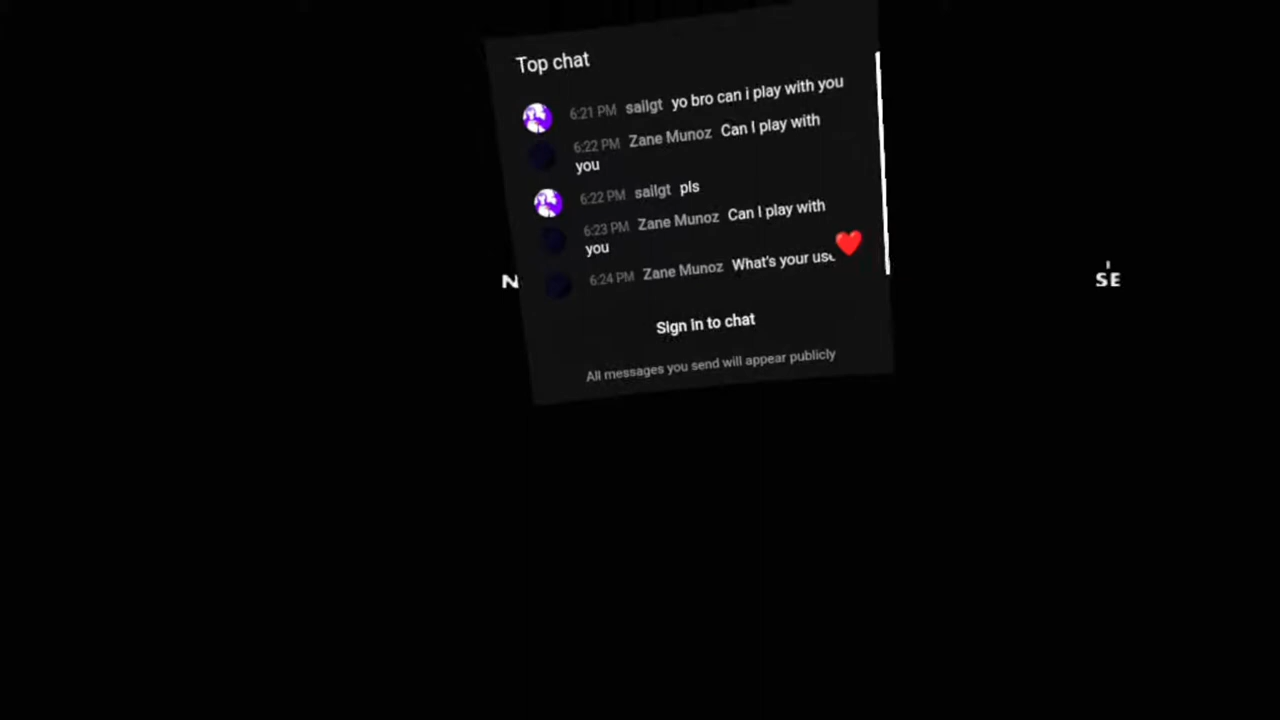 Top chat
6:21 PM sailgt yo bro can i play with you
6:22 PM Zane Munoz Can I play with
you
6:22 PM sailgt pls
6:23 PM Zane Munoz Can I play with
you
6:24 PM Zane Munoz What's your
N
SE
Sign in to chat
All messages you send will appear publicly